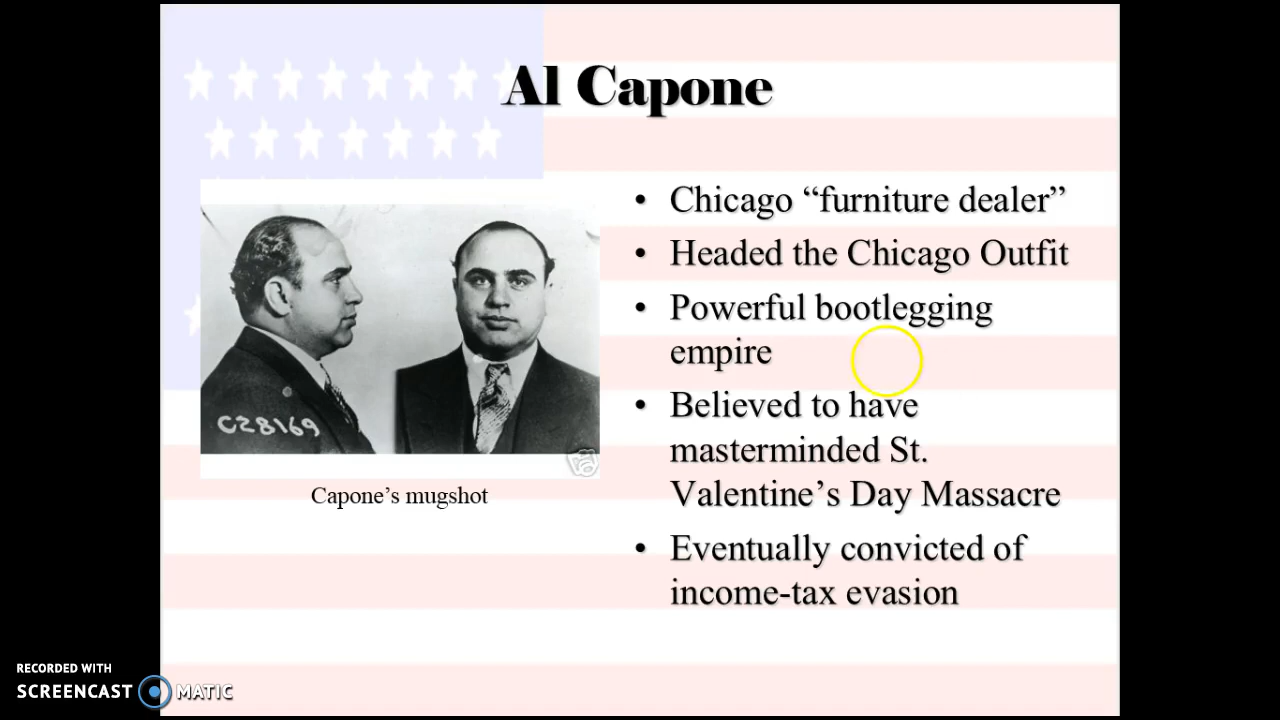 Al Capone
C28169
Capone’s mugshot
• Chicago “furniture dealer”
• Headed the Chicago Outfit
• Powerful bootlegging
empire
• Believed to have
masterminded St.
Valentine’s Day Massacre
• Eventually convicted of
income-tax evasion
RECORDED WITH
SCREENCAST MATIC